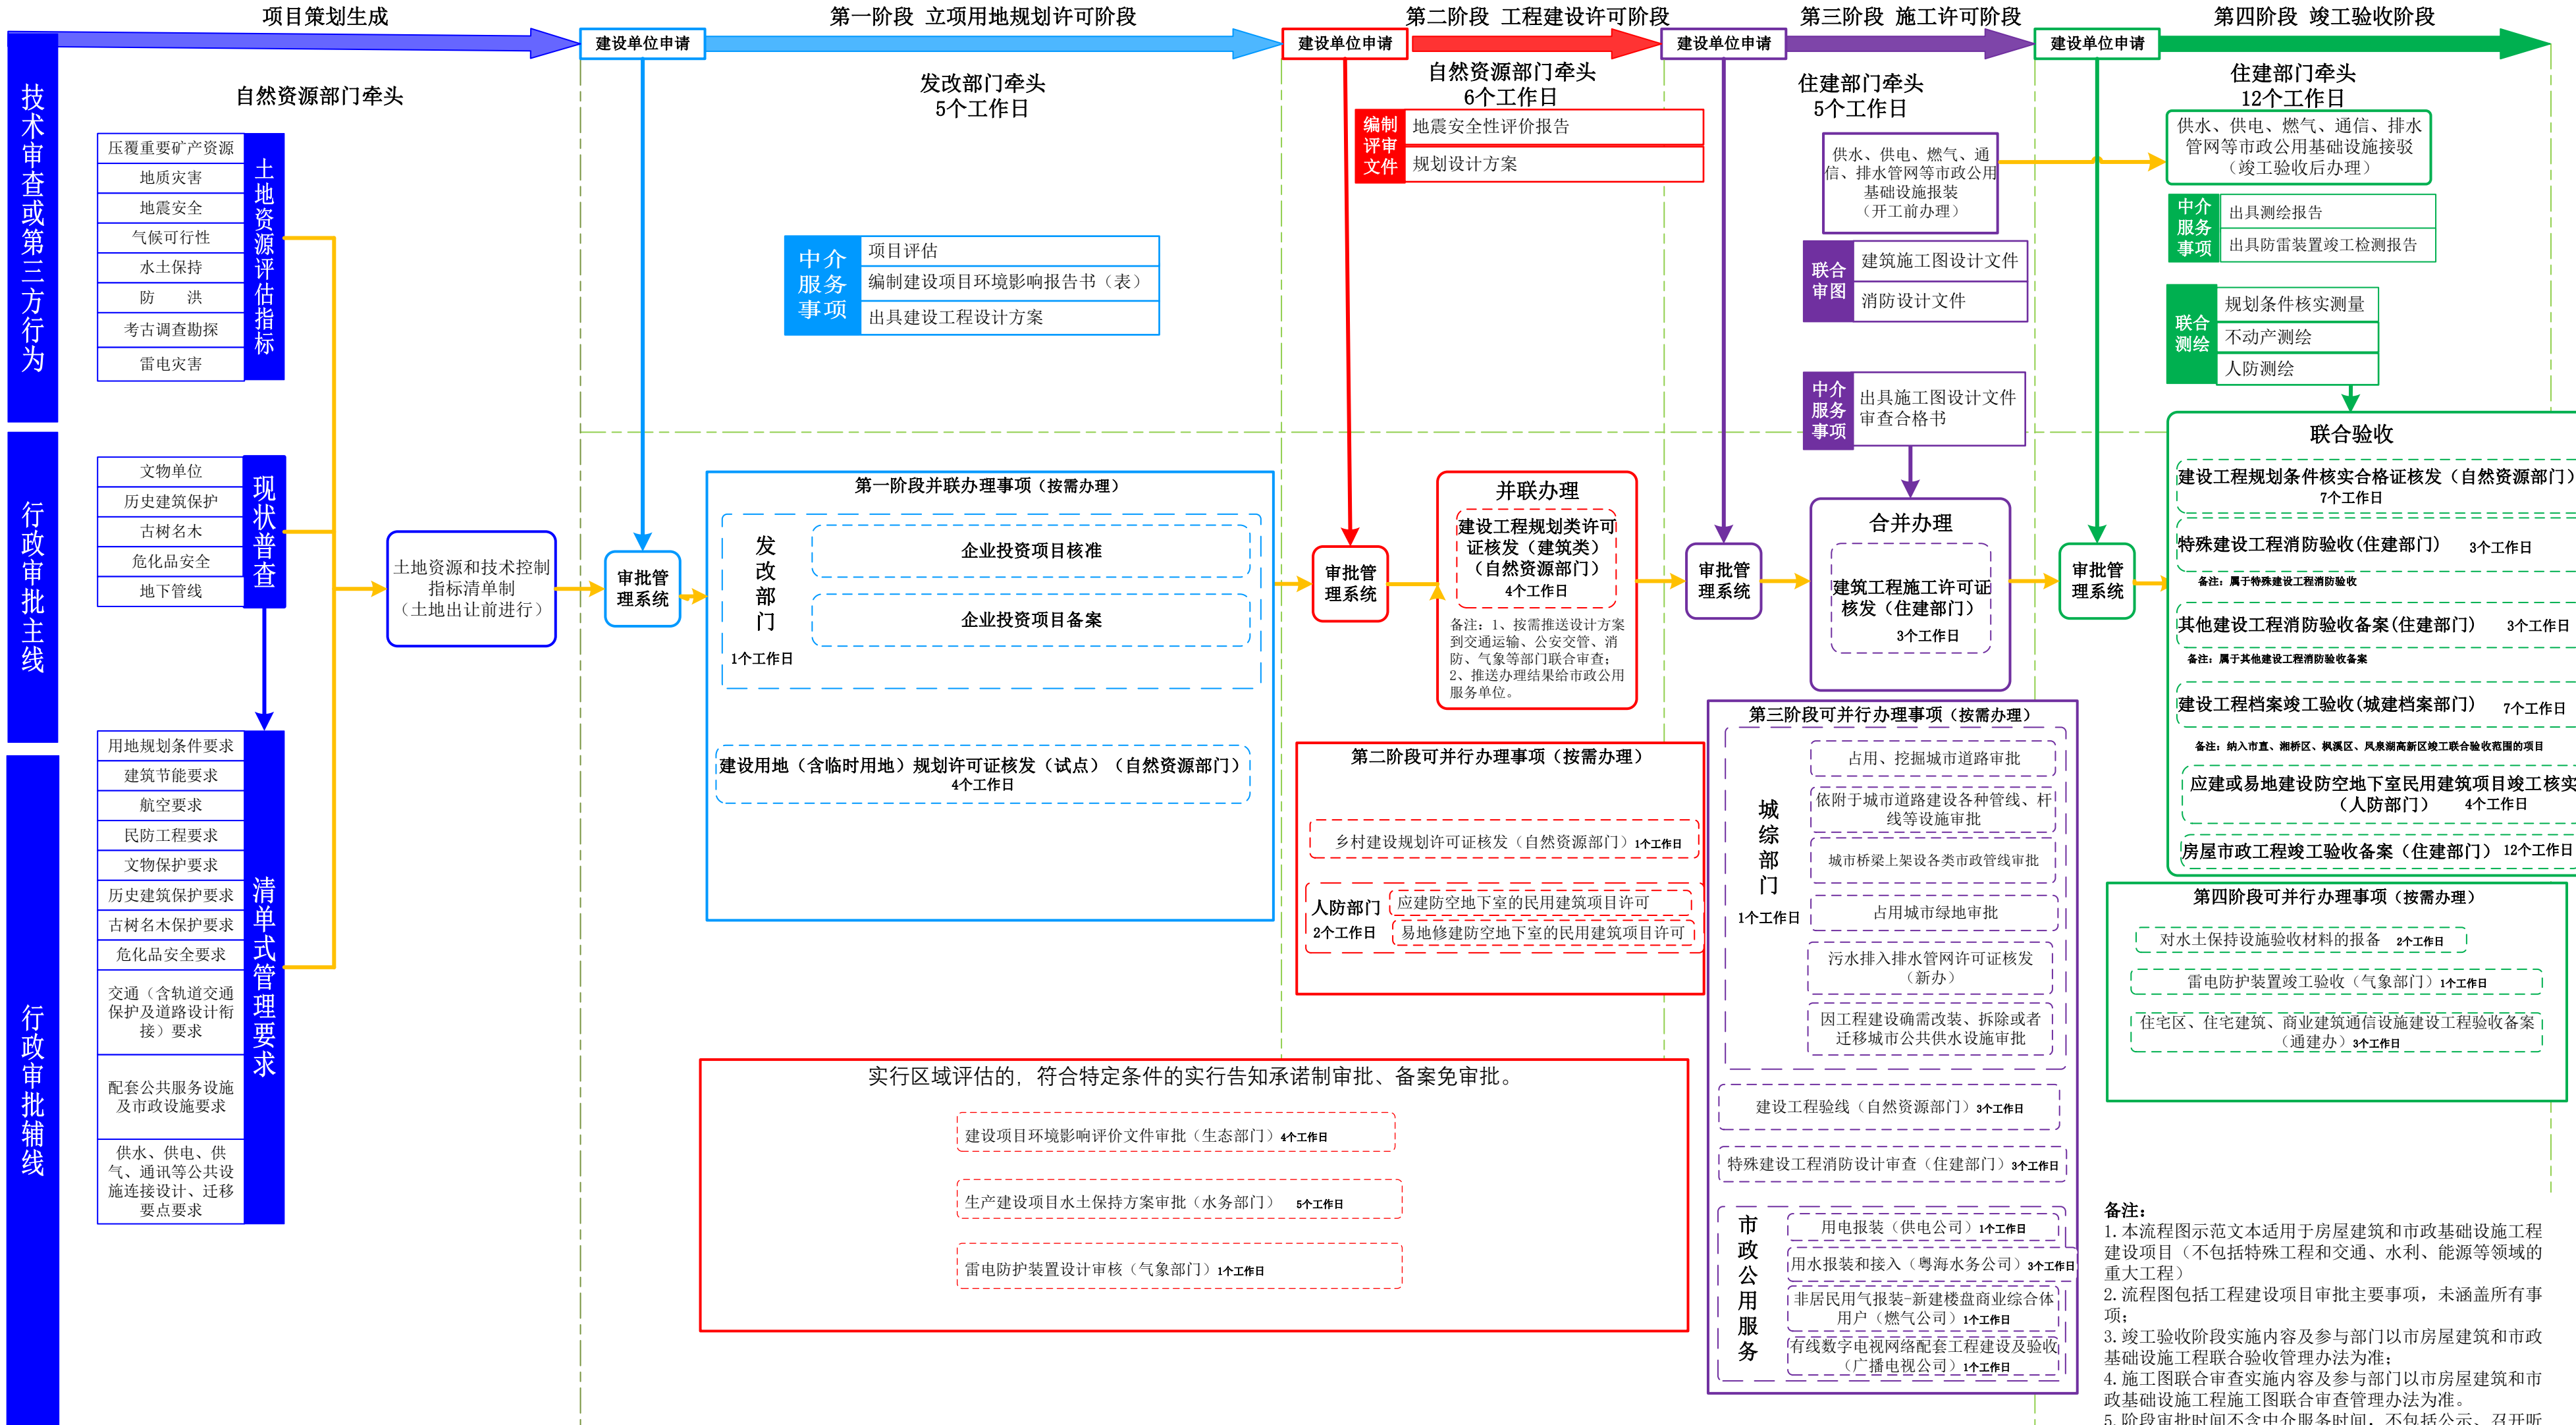 项目策划生成
第一阶段 立项用地规划许可阶段
第二阶段 工程建设许可阶段
第三阶段 施工许可阶段
第四阶段 竣工验收阶段
建设单位申请
建设单位申请
建设单位申请
建设单位申请
技术审查或第三方行为
行政审批主线
行政审批辅线
自然资源部门牵头
压覆重要矿产资源
地质灾害
地震安全
气候可行性
水土保持
防 洪
考古调查勘探
雷电灾害
土地资源评估指标
文物单位
历史建筑保护
古树名木
危化品安全
地下管线
现状普查
用地规划条件要求
建筑节能要求
航空要求
民防工程要求
文物保护要求
历史建筑保护要求
古树名木保护要求
危化品安全要求
交通（含轨道交通
保护及道路设计衔
接）要求
配套公共服务设施
及市政设施要求
供水、供电、供
气、通讯等公共设
施连接设计、迁移
要点要求
清单式管理要求
土地资源和技术控制
指标清单制
（土地出让前进行）
发改部门牵头
5个工作日
中介
服务
事项
项目评估
编制建设项目环境影响报告书（表）
出具建设工程设计方案
审批管
理系统
第一阶段并联办理事项（按需办理）
发改部门
1个工作日
企业投资项目核准
企业投资项目备案
建设用地（含临时用地）规划许可证核发（试点）（自然资源部门）
4个工作日
实行区域评估的，符合特定条件的实行告知承诺制审批、备案免审批。
建设项目环境影响评价文件审批（生态部门）4个工作日
生产建设项目水土保持方案审批（水务部门） 5个工作日
雷电防护装置设计审核（气象部门）1个工作日
自然资源部门牵头
6个工作日
编制
评审
文件
地震安全性评价报告
规划设计方案
审批管
理系统
并联办理
建设工程规划类许可
证核发（建筑类）
（自然资源部门）
4个工作日
备注：1、按需推送设计方案
到交通运输、公安交管、消
防、气象等部门联合审查；
2、推送办理结果给市政公用
服务单位。
第二阶段可并行办理事项（按需办理）
乡村建设规划许可证核发（自然资源部门）1个工作日
人防部门
2个工作日
应建防空地下室的民用建筑项目许可
易地修建防空地下室的民用建筑项目许可
住建部门牵头
5个工作日
供水、供电、燃气、通
信、排水管网等市政公用
基础设施报装
（开工前办理）
联合
审图
建筑施工图设计文件
消防设计文件
中介
服务
事项
出具施工图设计文件
审查合格书
审批管
理系统
合并办理
建筑工程施工许可证
核发（住建部门）
3个工作日
第三阶段可并行办理事项（按需办理）
城综部门
1个工作日
占用、挖掘城市道路审批
依附于城市道路建设各种管线、杆
线等设施审批
城市桥梁上架设各类市政管线审批
占用城市绿地审批
污水排入排水管网许可证核发
（新办）
因工程建设确需改装、拆除或者
迁移城市公共供水设施审批
建设工程验线（自然资源部门）3个工作日
特殊建设工程消防设计审查（住建部门）3个工作日
市政公用服务
用电报装（供电公司）1个工作日
用水报装和接入（粤海水务公司）3个工作日
非居民用气报装-新建楼盘商业综合体
用户（燃气公司）1个工作日
有线数字电视网络配套工程建设及验收
（广播电视公司）1个工作日
住建部门牵头
12个工作日
供水、供电、燃气、通信、排水
管网等市政公用基础设施接驳
（竣工验收后办理）
中介
服务
事项
出具测绘报告
出具防雷装置竣工检测报告
联合
测绘
规划条件核实测量
不动产测绘
人防测绘
审批管
理系统
联合验收
建设工程规划条件核实合格证核发（自然资源部门）
7个工作日
特殊建设工程消防验收(住建部门) 3个工作日
备注：属于特殊建设工程消防验收
其他建设工程消防验收备案(住建部门) 3个工作日
备注：属于其他建设工程消防验收备案
建设工程档案竣工验收(城建档案部门) 7个工作日
备注：纳入市直、湘桥区、枫溪区、凤泉湖高新区竣工联合验收范围的项目
应建或易地建设防空地下室民用建筑项目竣工核实
（人防部门） 4个工作日
房屋市政工程竣工验收备案（住建部门）12个工作日
第四阶段可并行办理事项（按需办理）
对水土保持设施验收材料的报备 2个工作日
雷电防护装置竣工验收（气象部门）1个工作日
住宅区、住宅建筑、商业建筑通信设施建设工程验收备案
（通建办）3个工作日
备注：
1.本流程图示范文本适用于房屋建筑和市政基础设施工程
建设项目（不包括特殊工程和交通、水利、能源等领域的
重大工程）
2.流程图包括工程建设项目审批主要事项，未涵盖所有事
项；
3.竣工验收阶段实施内容及参与部门以市房屋建筑和市政
基础设施工程联合验收管理办法为准；
4.施工图联合审查实施内容及参与部门以市房屋建筑和市
政基础设施工程施工图联合审查管理办法为准。
5.阶段审批时间不含中介服务时间，不包括公示、召开听